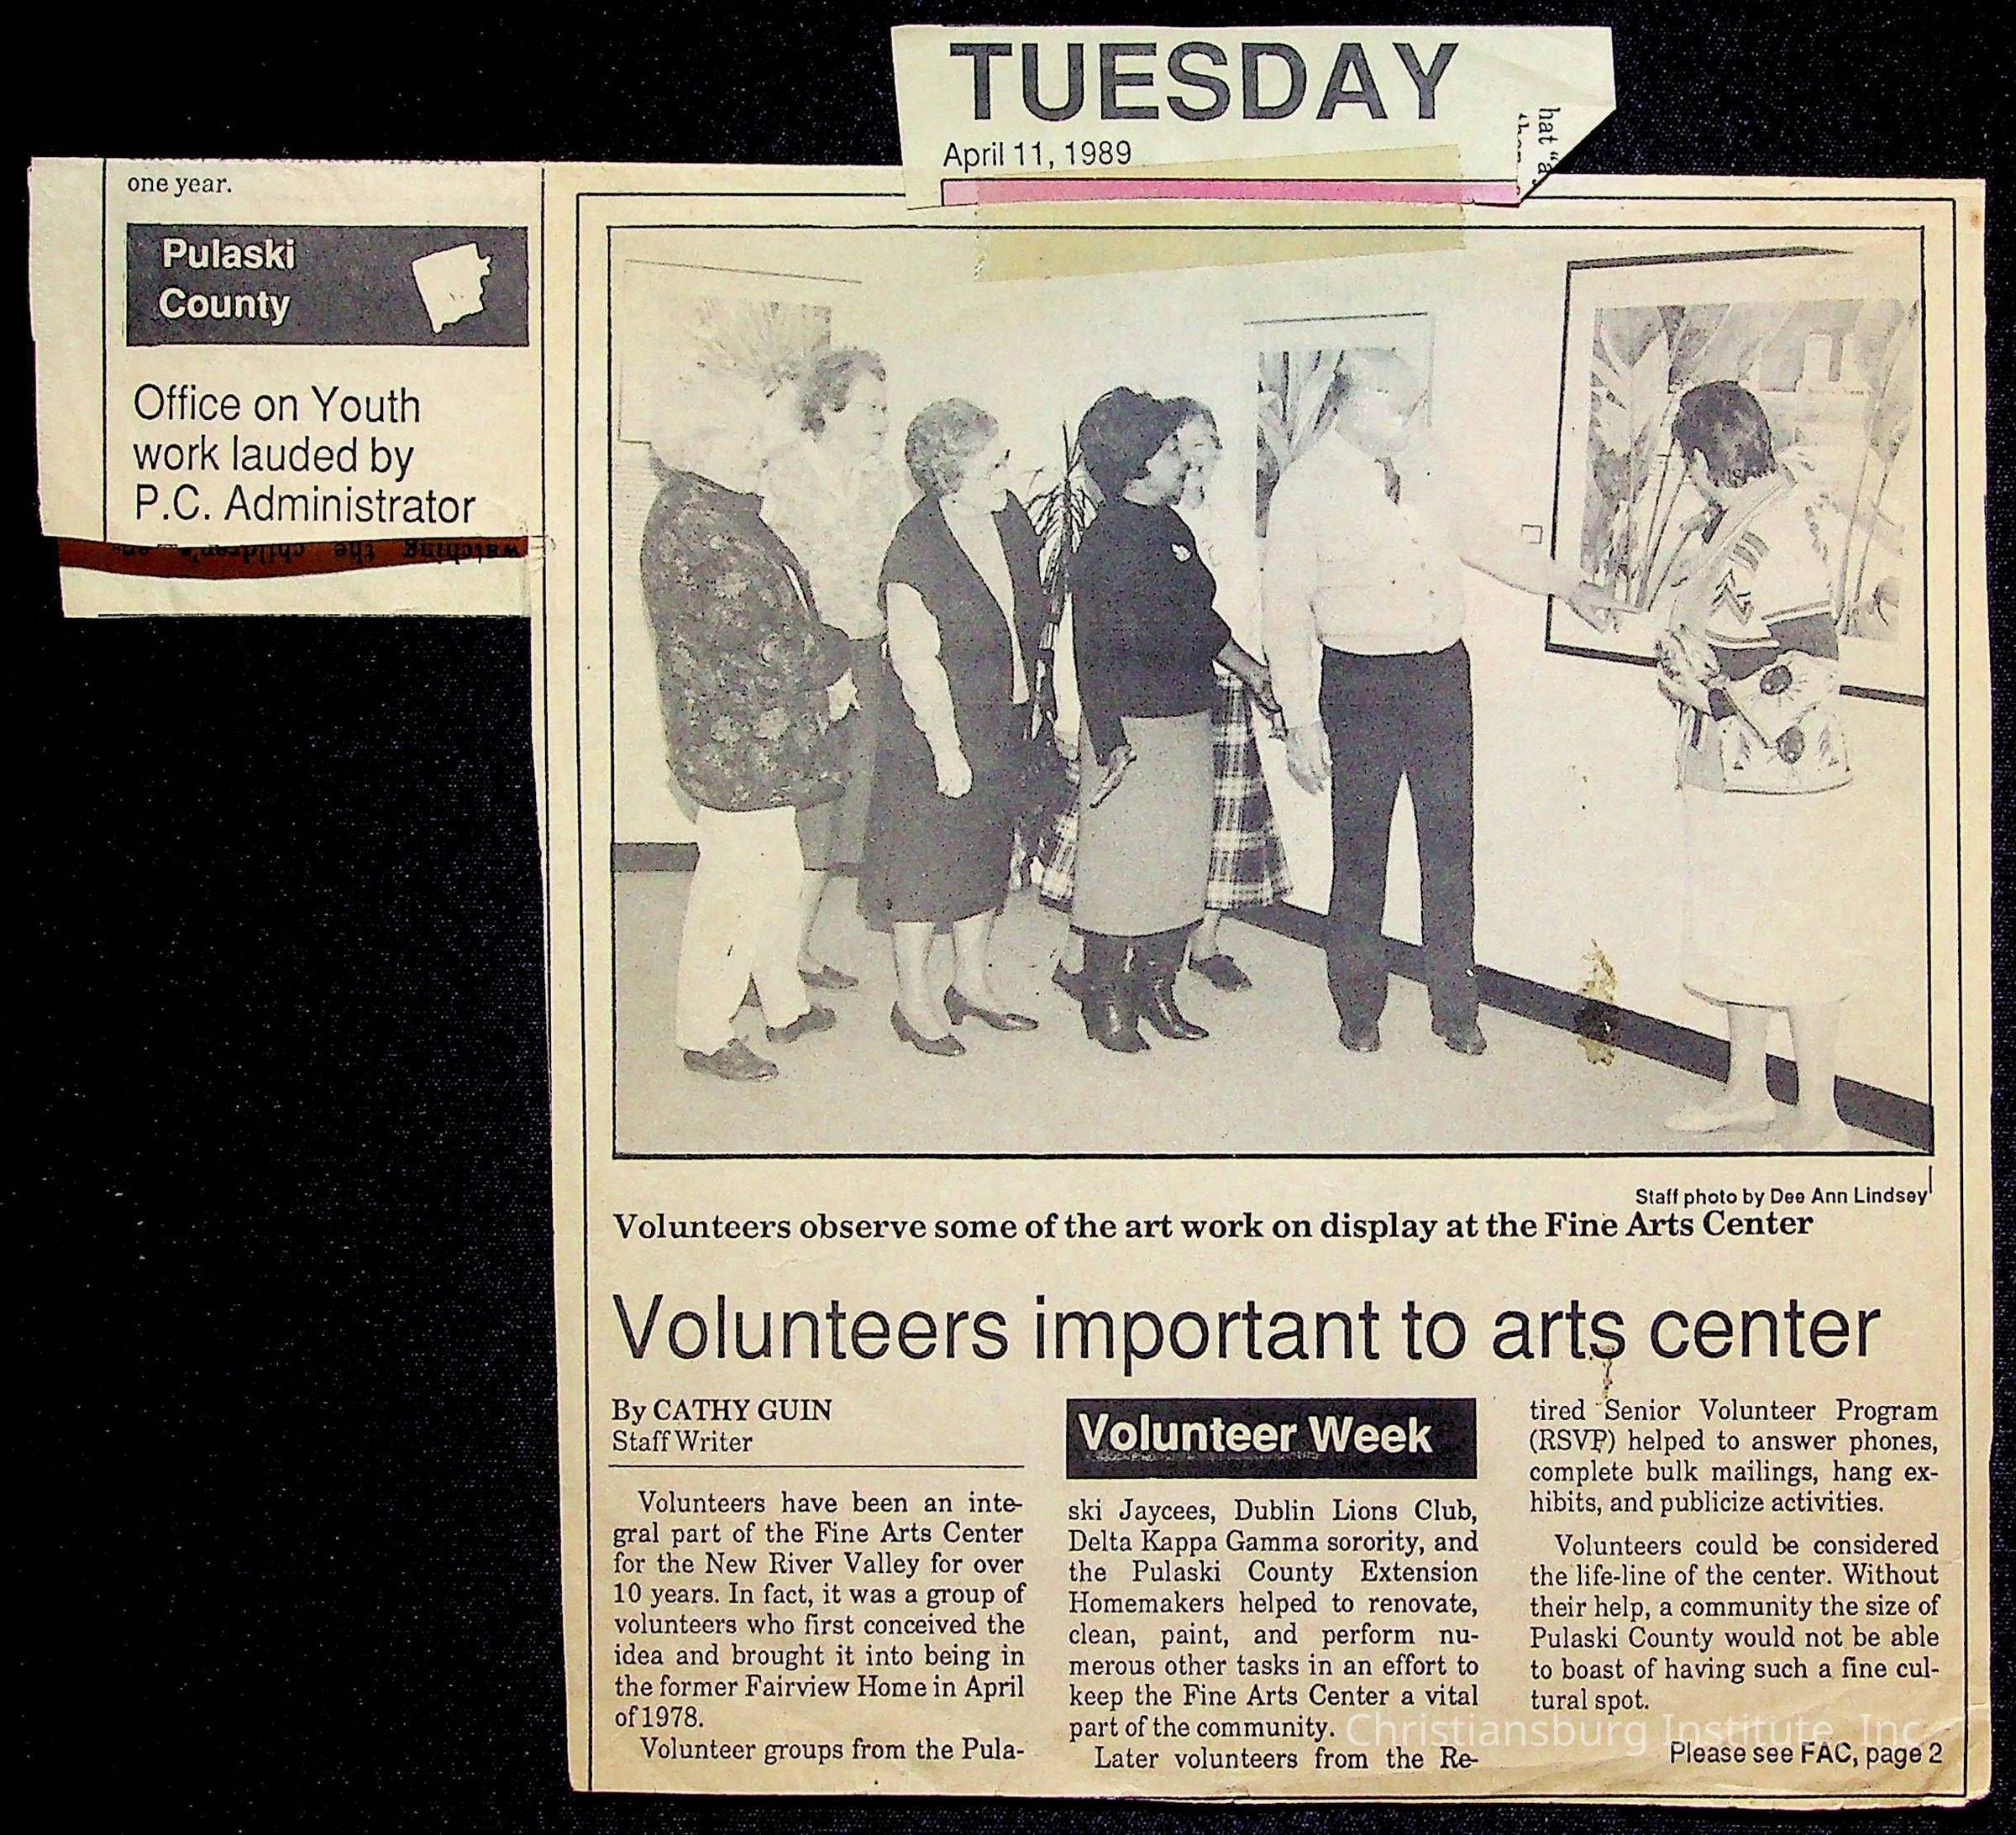 TUESDAY
April 11, 1989
hat "a
one year.
Pulaski
County
Office on Youth
work lauded by
P.C. Administrator
watching the children's
Staff photo by Dee Ann Lindsey
Volunteers observe some of the art work on display at the Fine Arts Center
Volunteers important to arts center
By CATHY GUIN
Staff Writer
Volunteers have been an inte-
gral part of the Fine Arts Center
for the New River Valley for over
10 years. In fact, it was a group of
volunteers who first conceived the
idea and brought it into being in
the former Fairview Home in April
of 1978.
Volunteer groups from the Pula-
Volunteer Week
ski Jaycees, Dublin Lions Club,
Delta Kappa Gamma sorority, and
the Pulaski County Extension
Homemakers helped to renovate,
clean, paint, and perform nu-
merous other tasks in an effort to
keep the Fine Arts Center a vital
part of the community.
Later volunteers from the Re-
tired Senior Volunteer Program
(RSVP) helped to answer phones,
complete bulk mailings, hang ex-
hibits, and publicize activities.
Volunteers could be considered
the life-line of the center. Without
their help, a community the size of
Pulaski County would not be able
to boast of having such a fine cul-
tural spot.
Christiansburg Institute, Inc.
Please see FAC, page 2